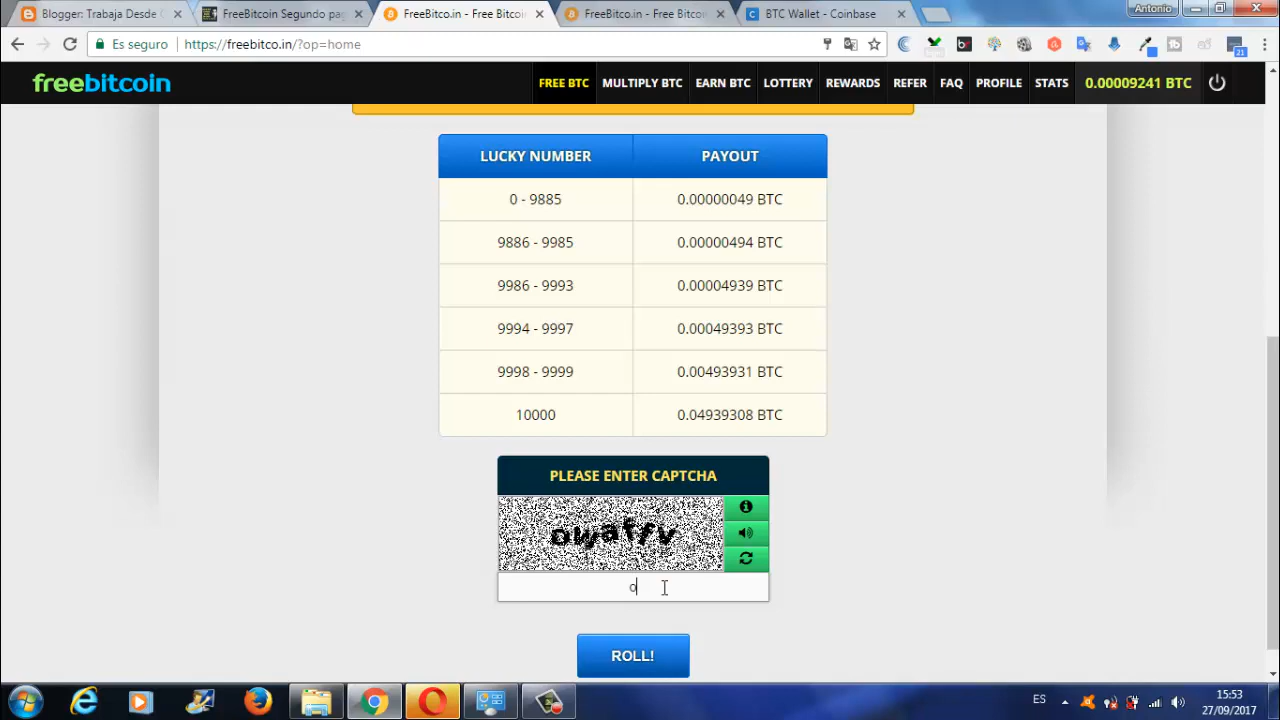 Blogger: Trabaja Desde C
FreeBitcoin Segundo pag
FreeBitco.in - Free Bitcoi
FreeBitco.in - Free Bitcoi
BTC Wallet - Coinbase
Antonio
Es seguro
https://freebitco.in/?op=home
21
freebitcoin
FREE BTC MULTIPLY BTC EARN BTC LOTTERY REWARDS REFER FAQ PROFILE STATS 0.00009241 BTC
LUCKY NUMBER PAYOUT
0 - 9885 0.00000049 BTC
9886 - 9985 0.00000494 BTC
9986 - 9993 0.00004939 BTC
9994 - 9997 0.00049393 BTC
9998 - 9999 0.00493931 BTC
10000 0.04939308 BTC
PLEASE ENTER CAPTCHA
o
ROLL!
ES
15:53
27/09/2017